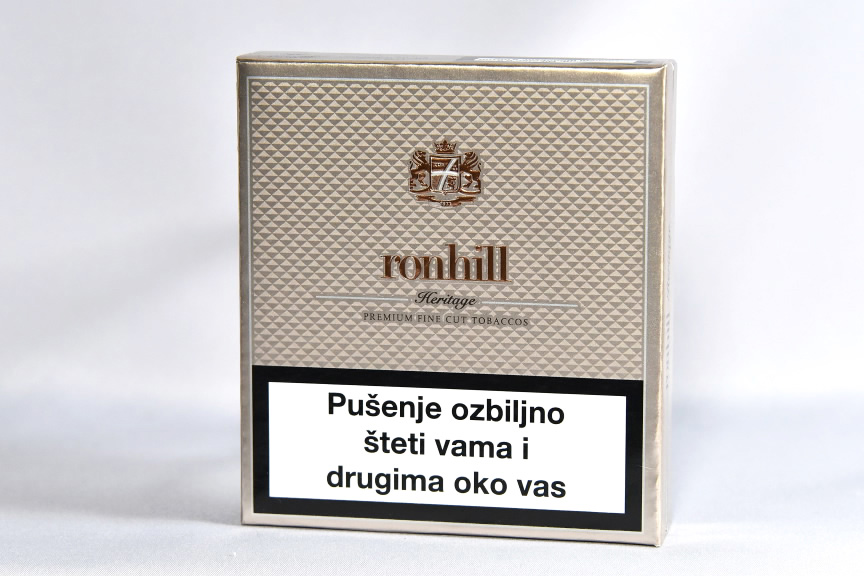 ronhill
Heritage
PREMIUM FINE CUT TOBACCOS
Pušenje ozbiljno
šteti vama i
drugima oko vas